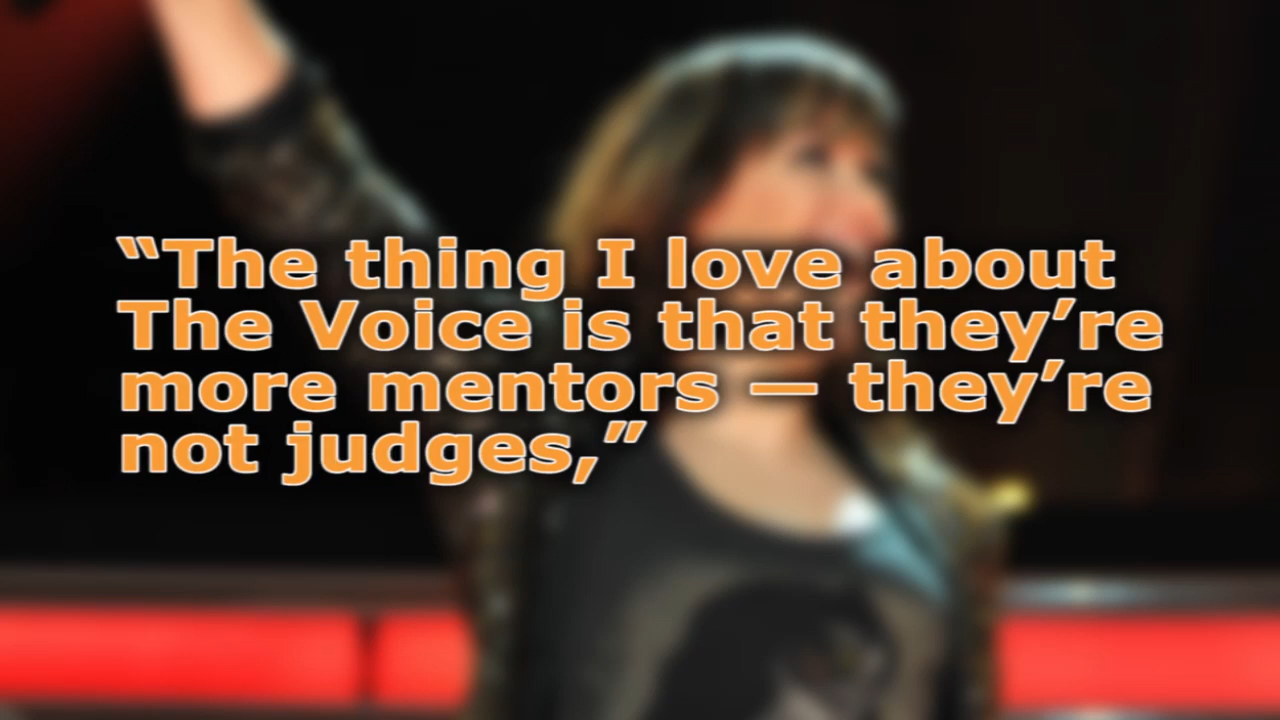 “The thing I love about
The Voice is that they’re
more mentors — they’re
not judges,”